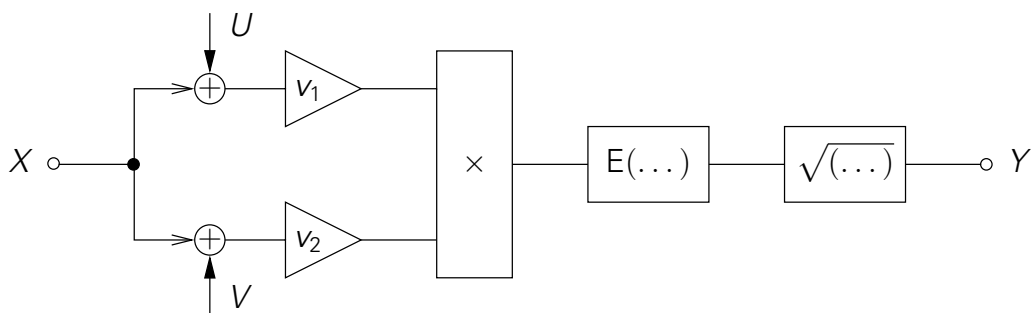 U
v₁
X
×
E(...)
√(...)
Y
v₂
V